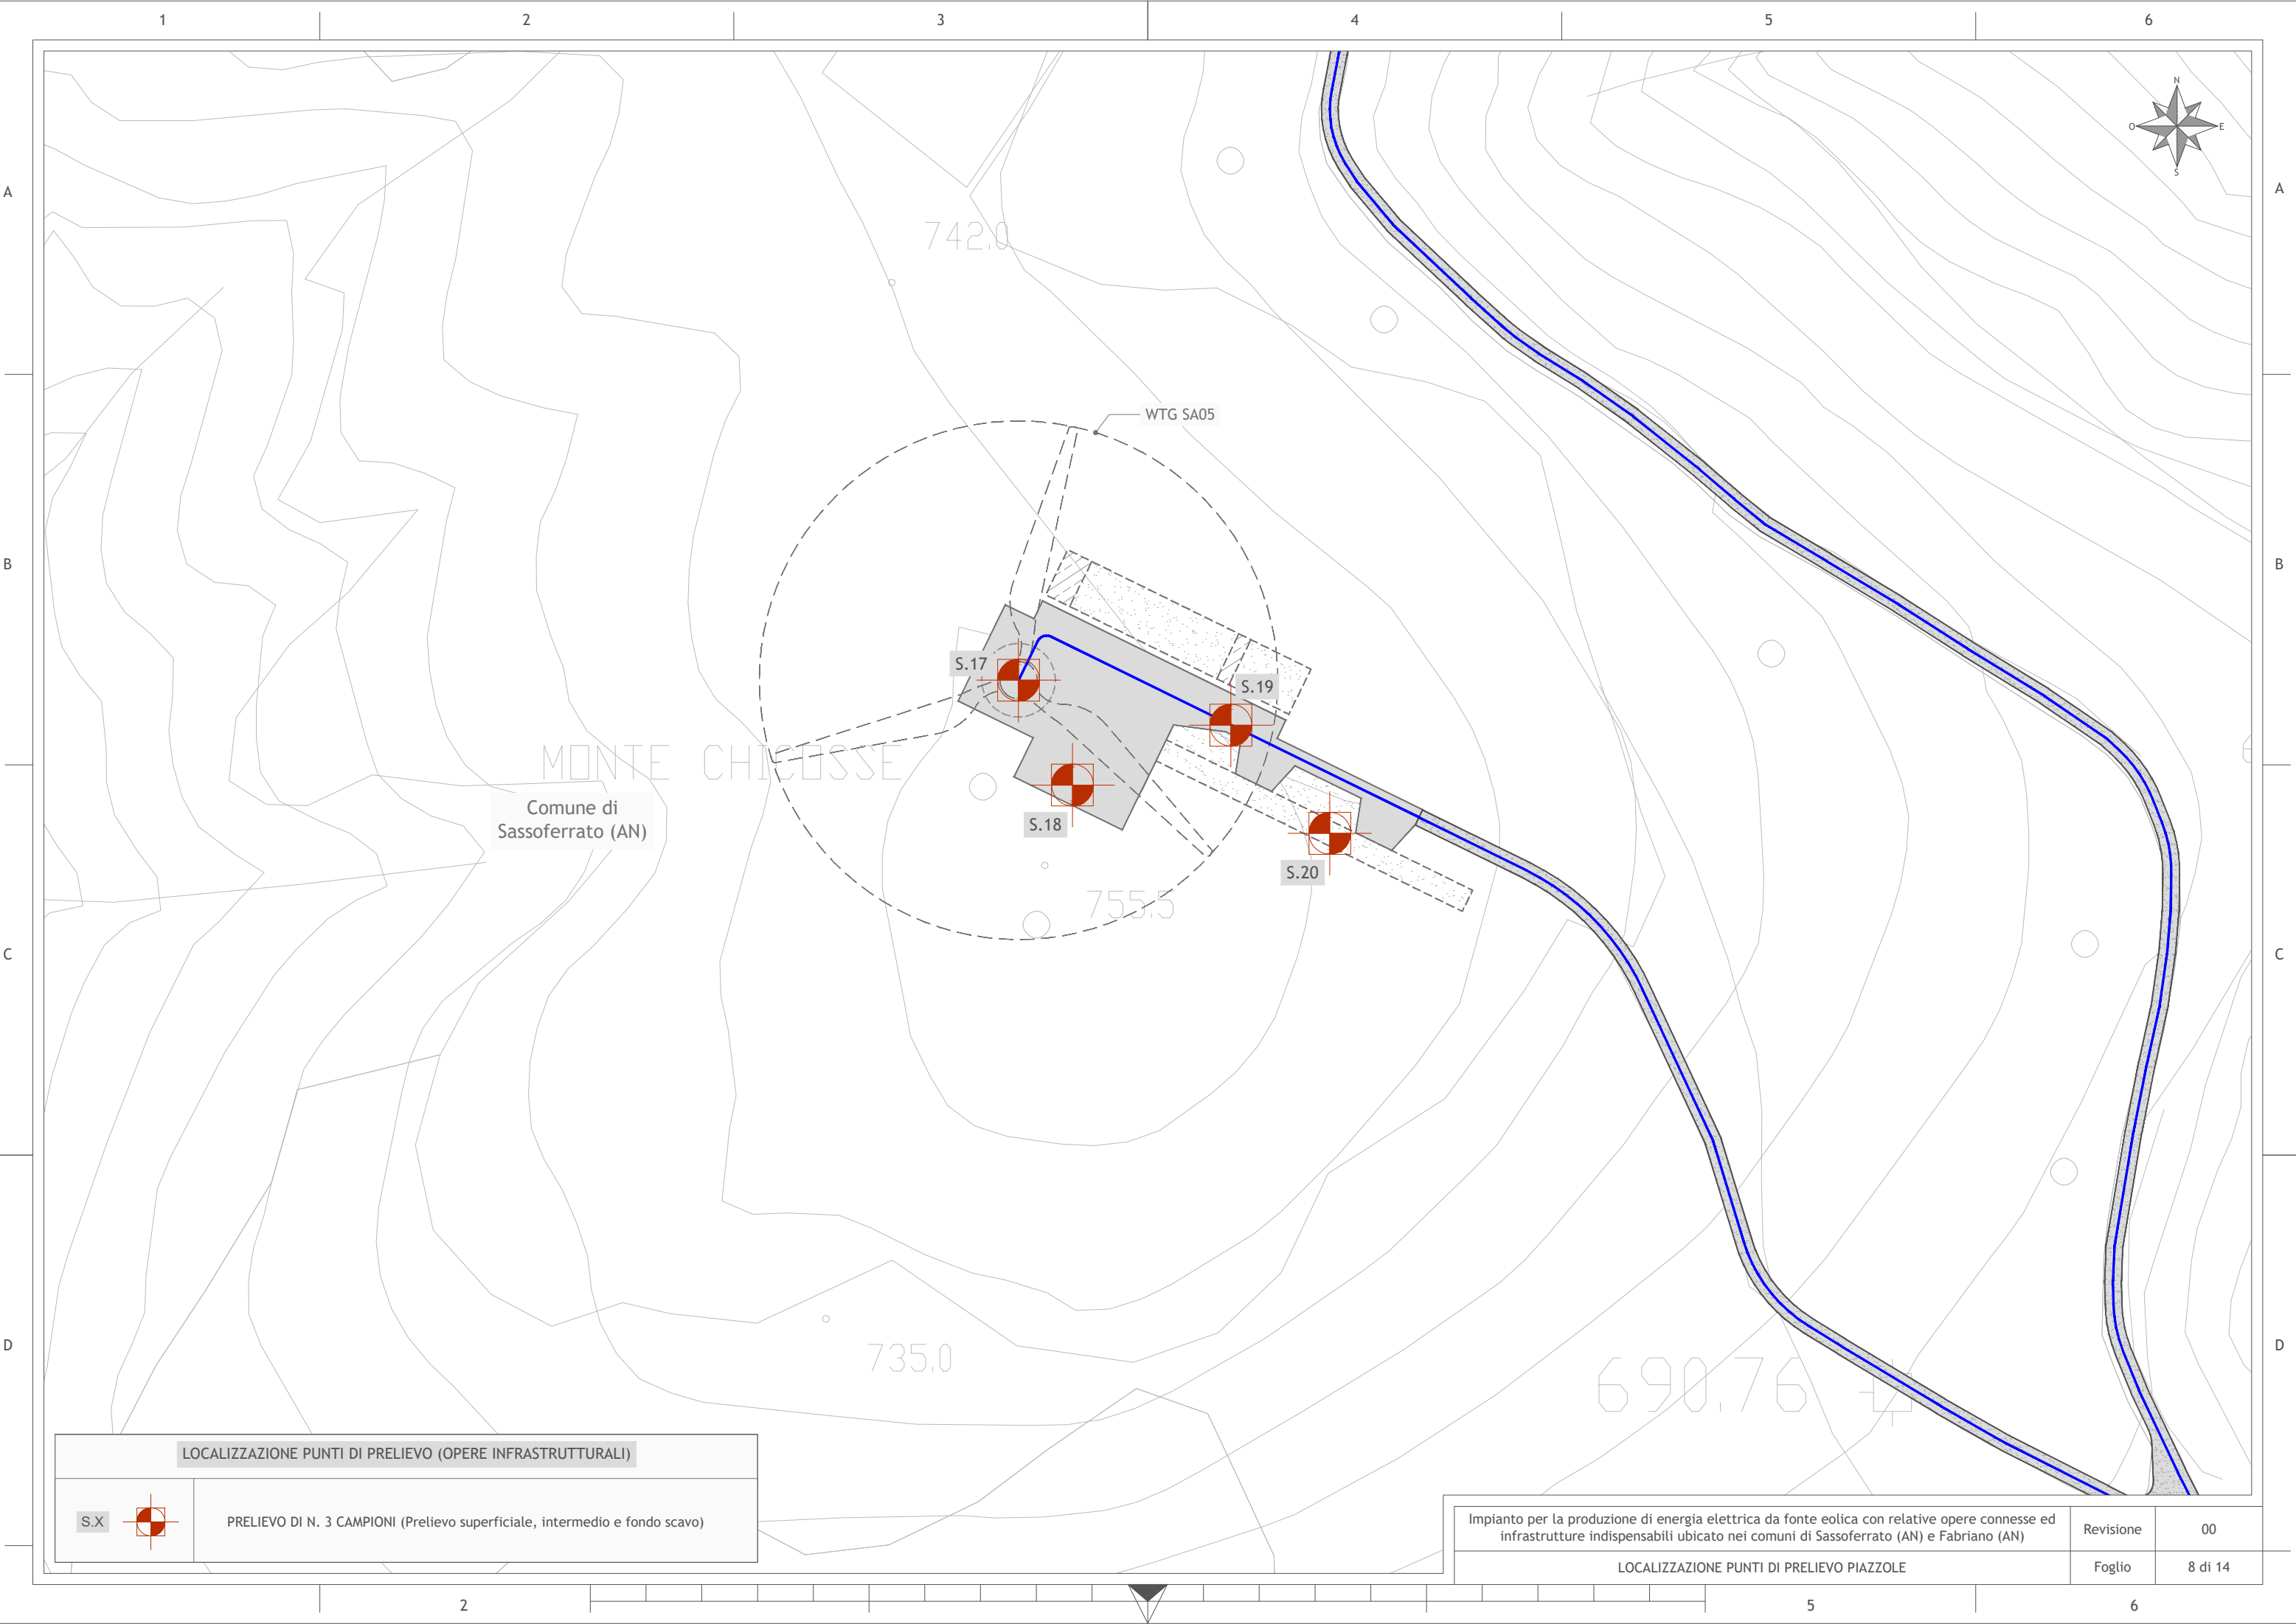 1 2 3 4 5 6
N
O E
S
A A
742.0
WTG SA05
B B
S.17
S.19
MONTE CHICOSSE
Comune di
Sassoferrato (AN)
S.18
S.20
755.5
C C
735.0
690.76
D D
LOCALIZZAZIONE PUNTI DI PRELIEVO (OPERE INFRASTRUTTURALI)
S.X
PRELIEVO DI N. 3 CAMPIONI (Prelievo superficiale, intermedio e fondo scavo)
Impianto per la produzione di energia elettrica da fonte eolica con relative opere connesse ed
infrastrutture indispensabili ubicato nei comuni di Sassoferrato (AN) e Fabriano (AN)
Revisione 00
LOCALIZZAZIONE PUNTI DI PRELIEVO PIAZZOLE
Foglio 8 di 14
2 5 6